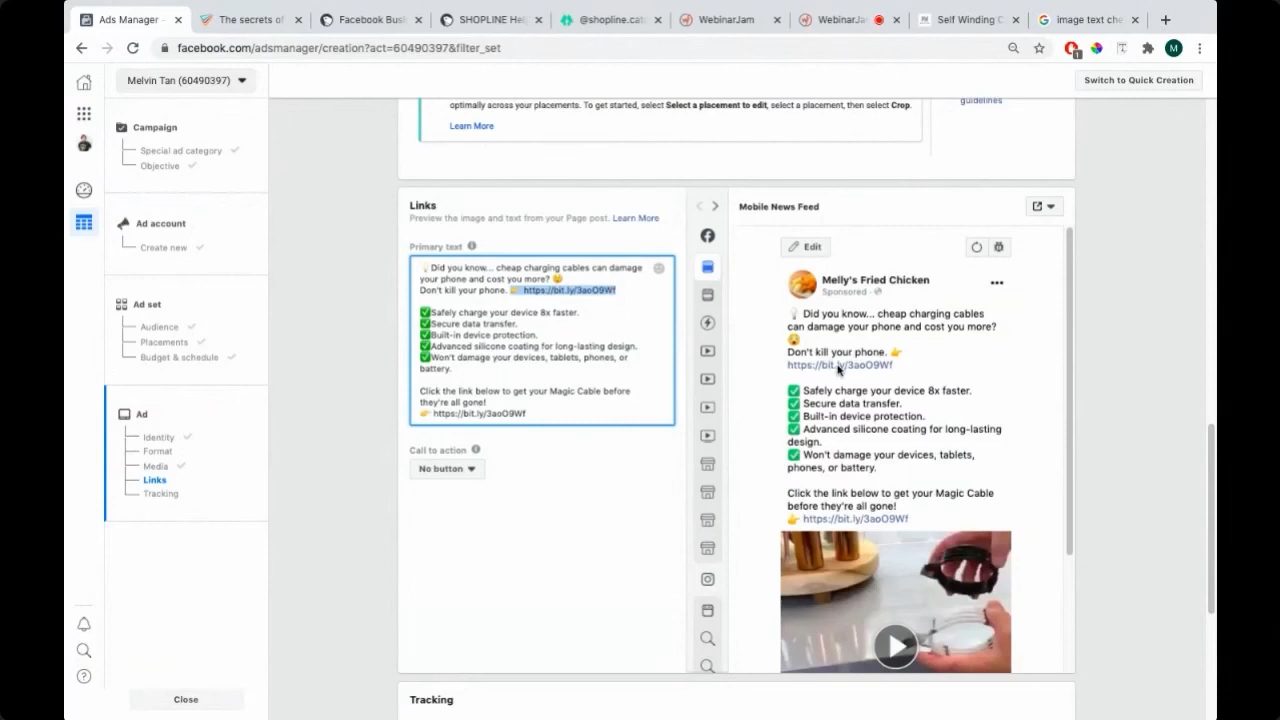 Ads Manager -
The secrets of
Facebook Busi
SHOPLINE Hel
@shopline.cat
WebinarJam
WebinarJa
Self Winding C
image text che
facebook.com/adsmanager/creation?act=60490397&filter_set
1
M
Melvin Tan (60490397)
Switch to Quick Creation
Campaign
Special ad category
Objective
Ad account
Create new
Ad set
Audience
Placements
Budget & schedule
Ad
Identity
Format
Media
Links
Tracking
Close
optimally across your placements. To get started, select Select a placement to edit, select a placement, then select Crop.
Learn More
guidelines
Links
Preview the image and text from your Page post. Learn More
Primary text
💡Did you know... cheap charging cables can damage
your phone and cost you more? 😧
Don't kill your phone. 👉 https://bit.ly/3aoO9Wf
✅Safely charge your device 8x faster.
✅Secure data transfer.
✅Built-in device protection.
✅Advanced silicone coating for long-lasting design.
✅Won't damage your devices, tablets, phones, or
battery.
Click the link below to get your Magic Cable before
they're all gone!
👉 https://bit.ly/3aoO9Wf
Call to action
No button
Mobile News Feed
Edit
Melly's Fried Chicken
Sponsored ·
💡 Did you know... cheap charging cables
can damage your phone and cost you more?
😧
Don't kill your phone. 👉
https://bit.ly/3aoO9Wf
✅ Safely charge your device 8x faster.
✅ Secure data transfer.
✅ Built-in device protection.
✅ Advanced silicone coating for long-lasting
design.
✅ Won't damage your devices, tablets,
phones, or battery.
Click the link below to get your Magic Cable
before they're all gone!
👉 https://bit.ly/3aoO9Wf
Tracking